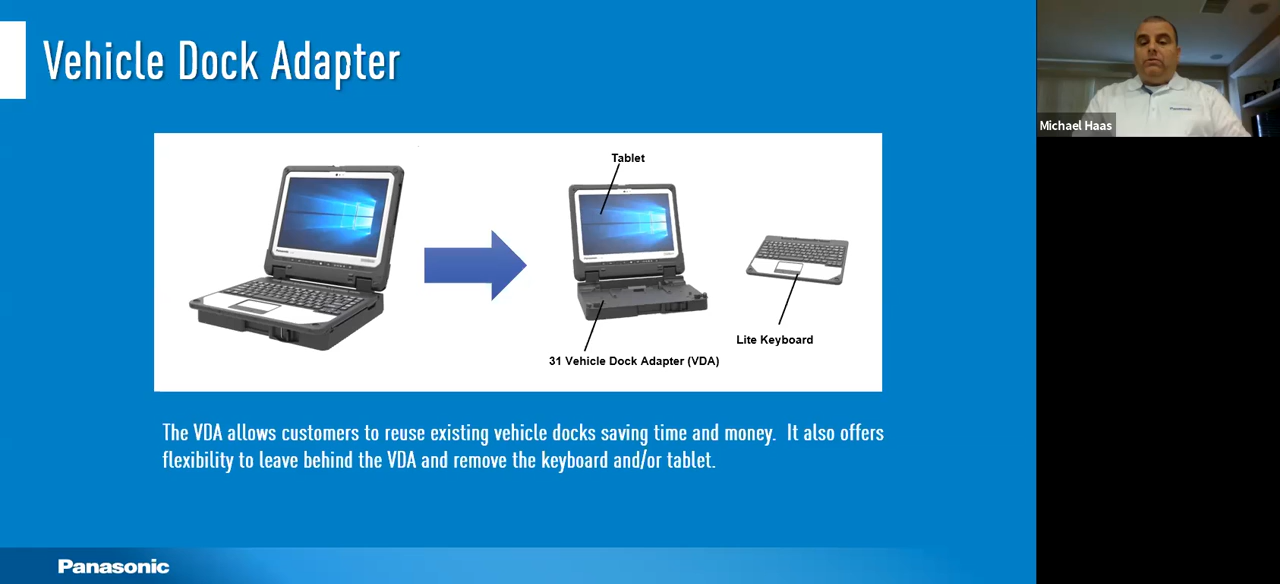 Vehicle Dock Adapter
Tablet
Lite Keyboard
31 Vehicle Dock Adapter (VDA)
The VDA allows customers to reuse existing vehicle docks saving time and money. It also offers
flexibility to leave behind the VDA and remove the keyboard and/or tablet.
Panasonic
Panasonic
Michael Haas